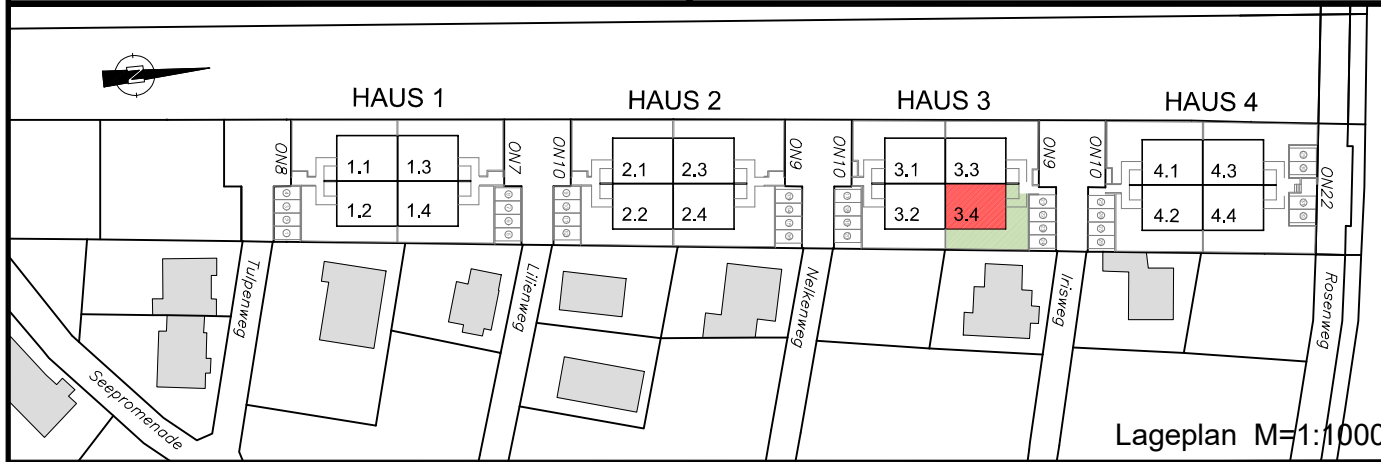 N
HAUS 1
HAUS 2
HAUS 3
HAUS 4
ON8
1.1
1.3
1.2
1.4
ON7
ON10
2.1
2.3
2.2
2.4
ON9
ON10
3.1
3.3
3.2
3.4
ON9
ON10
4.1
4.3
4.2
4.4
ON22
Tulpenweg
Lilienweg
Nelkenweg
Irisweg
Rosenweg
Seepromenade
Lageplan M=1:1000